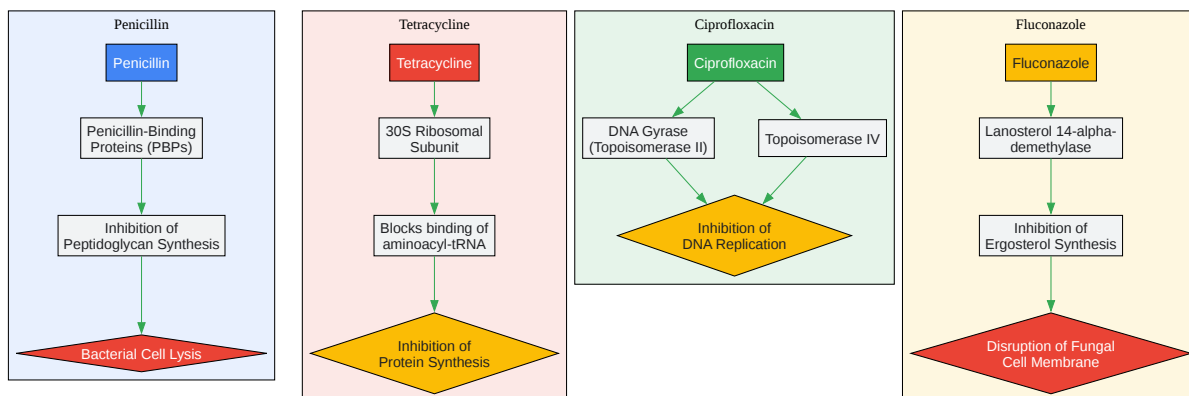 Penicillin
Penicillin
Penicillin-Binding
Proteins (PBPs)
Inhibition of
Peptidoglycan Synthesis
Bacterial Cell Lysis
Tetracycline
Tetracycline
30S Ribosomal
Subunit
Blocks binding of
aminoacyl-tRNA
Inhibition of
Protein Synthesis
Ciprofloxacin
Ciprofloxacin
DNA Gyrase
(Topoisomerase II)
Topoisomerase IV
Inhibition of
DNA Replication
Fluconazole
Fluconazole
Lanosterol 14-alpha-
demethylase
Inhibition of
Ergosterol Synthesis
Disruption of Fungal
Cell Membrane